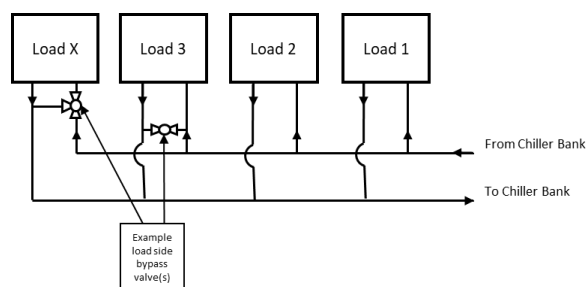 Load X
Load 3
Load 2
Load 1
From Chiller Bank
To Chiller Bank
Example
load side
bypass
valve(s)